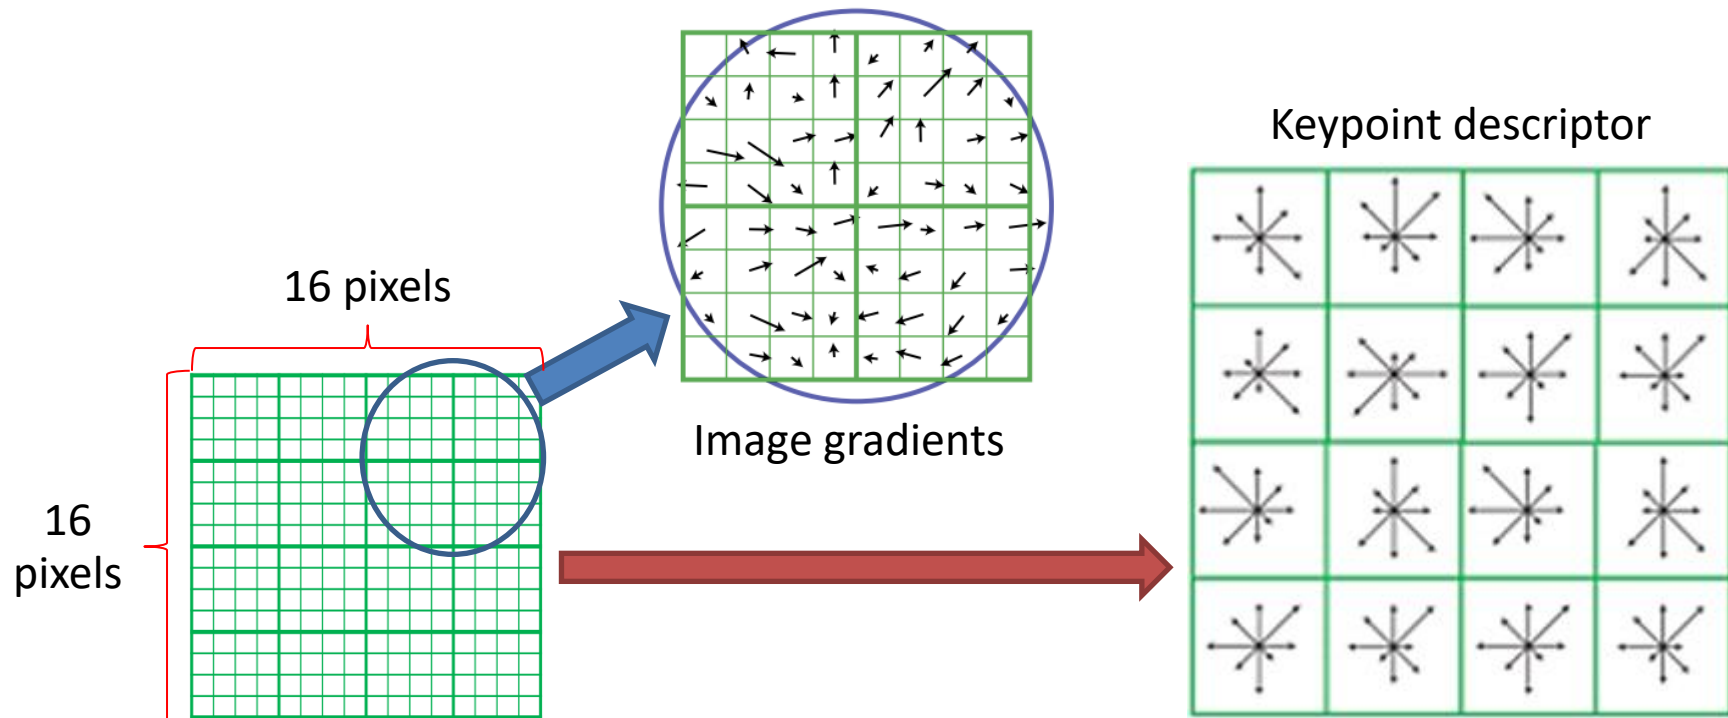 Keypoint descriptor
16 pixels
Image gradients
16
pixels